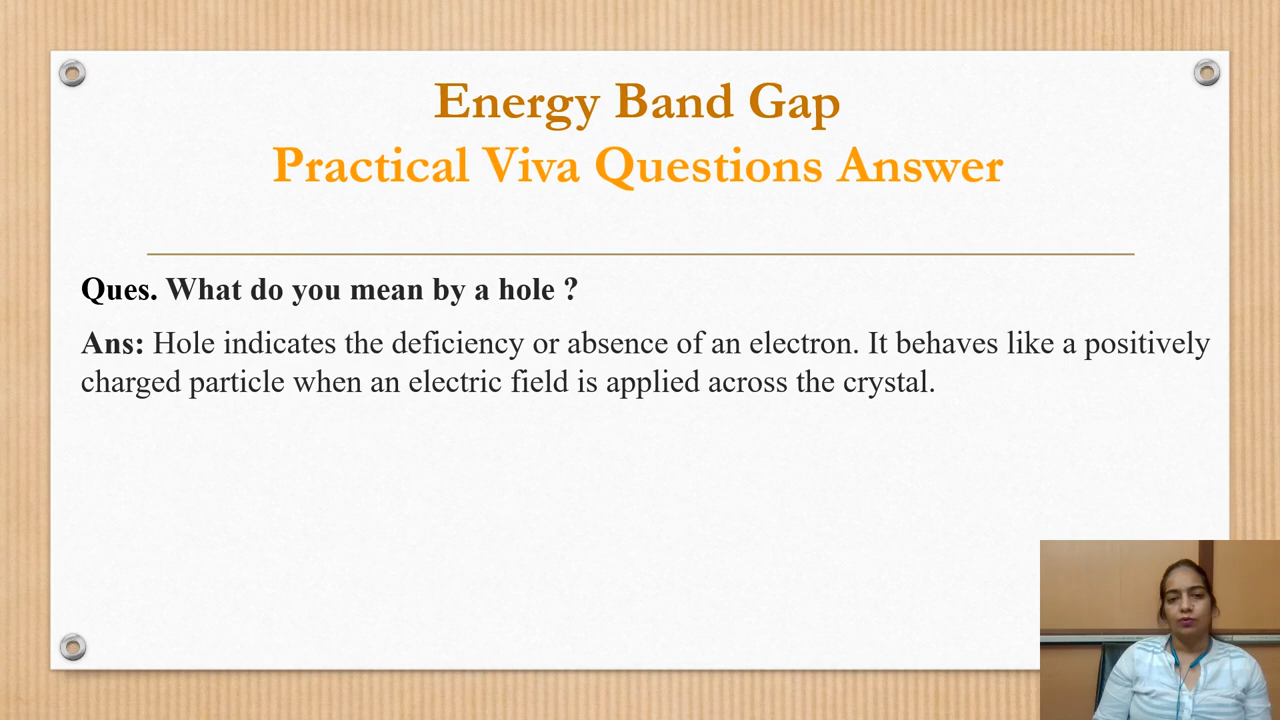 Energy Band Gap
Practical Viva Questions Answer
Ques. What do you mean by a hole ?
Ans: Hole indicates the deficiency or absence of an electron. It behaves like a positively
charged particle when an electric field is applied across the crystal.